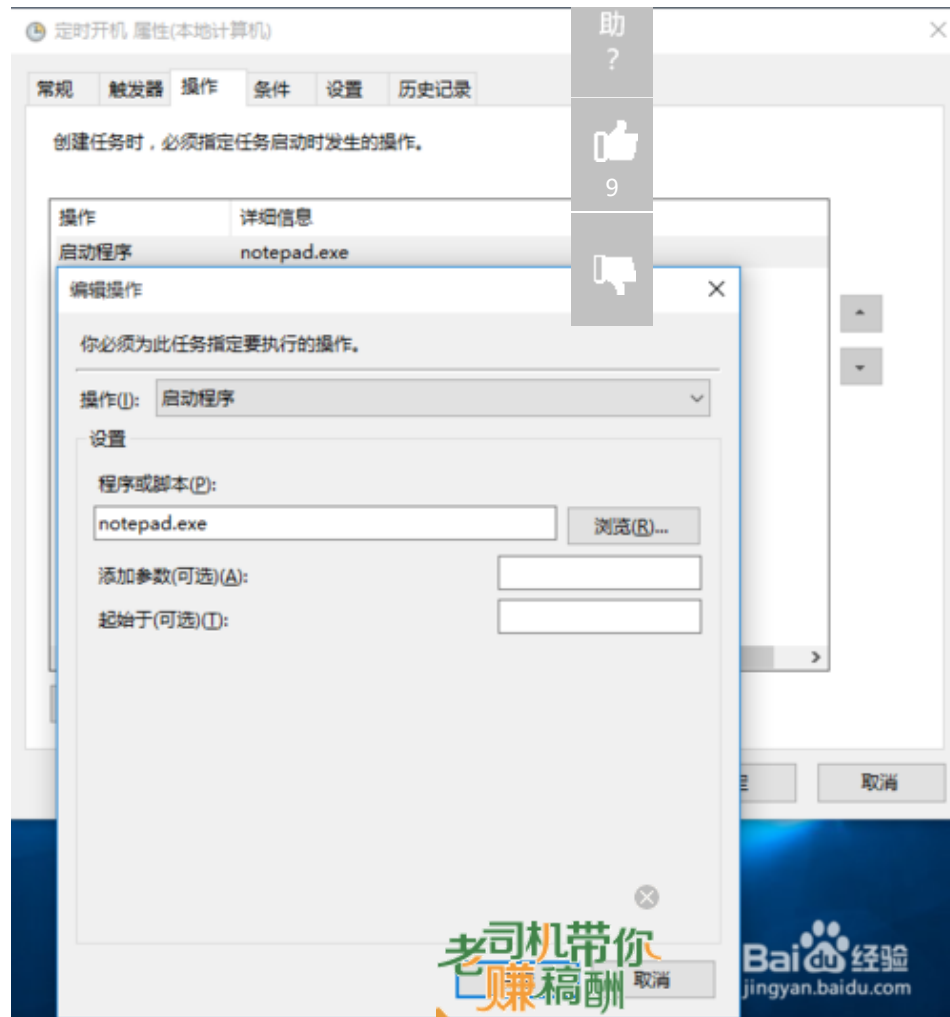 定时开机 属性(本地计算机)
助
?
常规 触发器 操作 条件 设置 历史记录
创建任务时，必须指定任务启动时发生的操作。
9
操作 详细信息
启动程序 notepad.exe
编辑操作
你必须为此任务指定要执行的操作。
操作(I): 启动程序
设置
程序或脚本(P):
notepad.exe 浏览(R)...
添加参数(可选)(A):
起始于(可选)(T):
取消
老司机带你
赚稿酬
取消
Baidu经验
jingyan.baidu.com